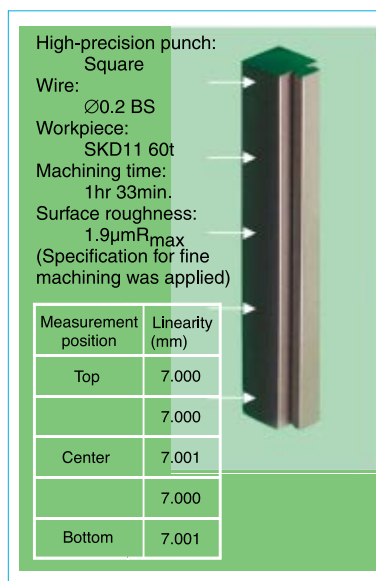 High-precision punch:
Square
Wire:
∅0.2 BS
Workpiece:
SKD11 60t
Machining time:
1hr 33min.
Surface roughness:
1.9µmRmax
(Specification for fine
machining was applied)
Measurement position Linearity (mm)
Top 7.000
7.000
Center 7.001
7.000
Bottom 7.001